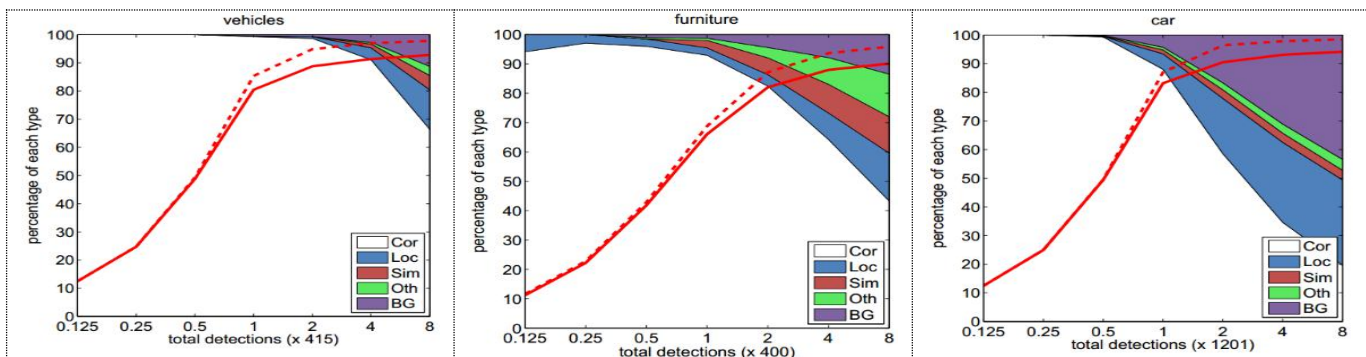 vehicles
percentage of each type
100
90
80
70
60
50
40
30
20
10
0
0.125 0.25 0.5 1 2 4 8
total detections (x 415)
Cor
Loc
Sim
Oth
BG
furniture
percentage of each type
100
90
80
70
60
50
40
30
20
10
0
0.125 0.25 0.5 1 2 4 8
total detections (x 400)
Cor
Loc
Sim
Oth
BG
car
percentage of each type
100
90
80
70
60
50
40
30
20
10
0
0.125 0.25 0.5 1 2 4 8
total detections (x 1201)
Cor
Loc
Sim
Oth
BG